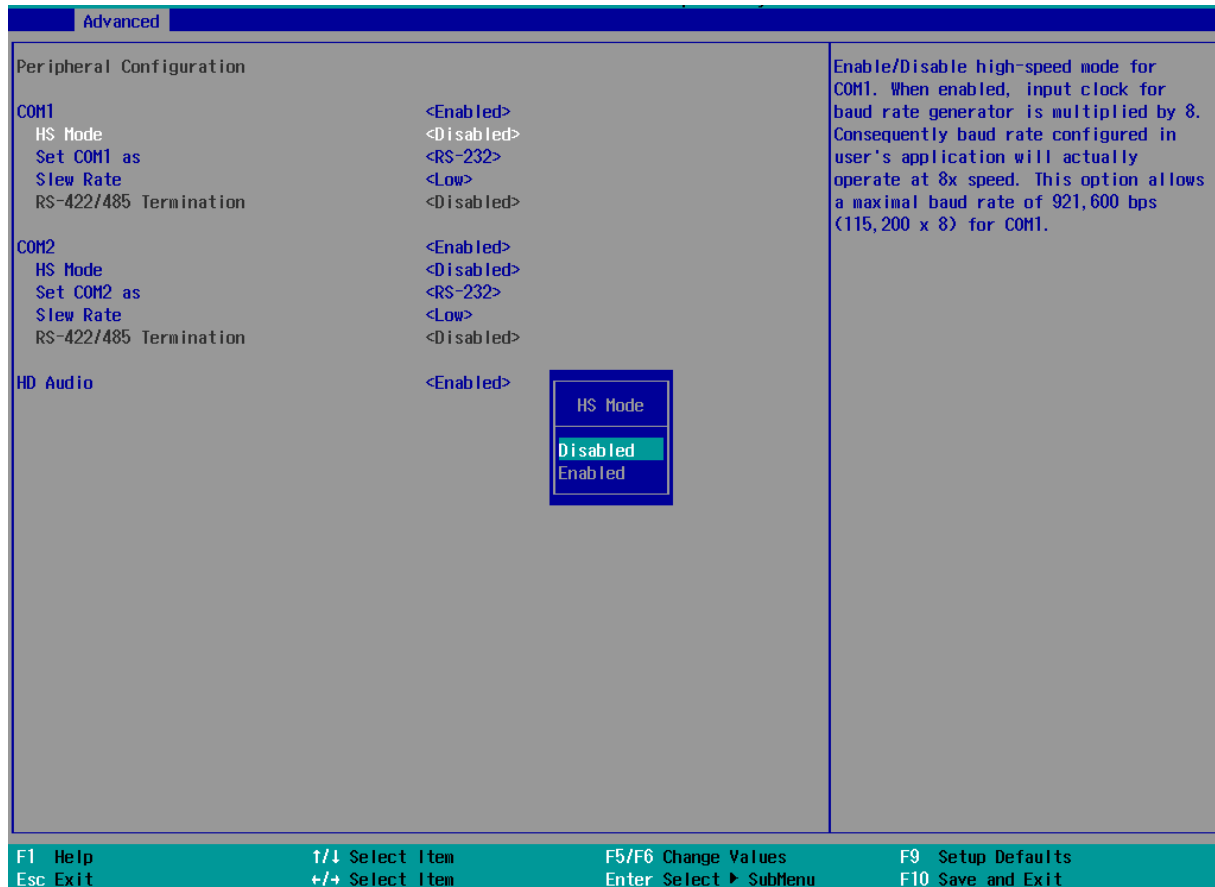 Advanced
Peripheral Configuration
COM1 <Enabled>
HS Mode <Disabled>
Set COM1 as <RS-232>
Slew Rate <Low>
RS-422/485 Termination <Disabled>
COM2 <Enabled>
HS Mode <Disabled>
Set COM2 as <RS-232>
Slew Rate <Low>
RS-422/485 Termination <Disabled>
HD Audio <Enabled>
HS Mode
Disabled
Enabled
Enable/Disable high-speed mode for
COM1. When enabled, input clock for
baud rate generator is multiplied by 8.
Consequently baud rate configured in
user's application will actually
operate at 8x speed. This option allows
a maximal baud rate of 921,600 bps
(115,200 x 8) for COM1.
F1 Help ↑/↓ Select Item F5/F6 Change Values F9 Setup Defaults
Esc Exit ←/→ Select Item Enter Select ▶ SubMenu F10 Save and Exit